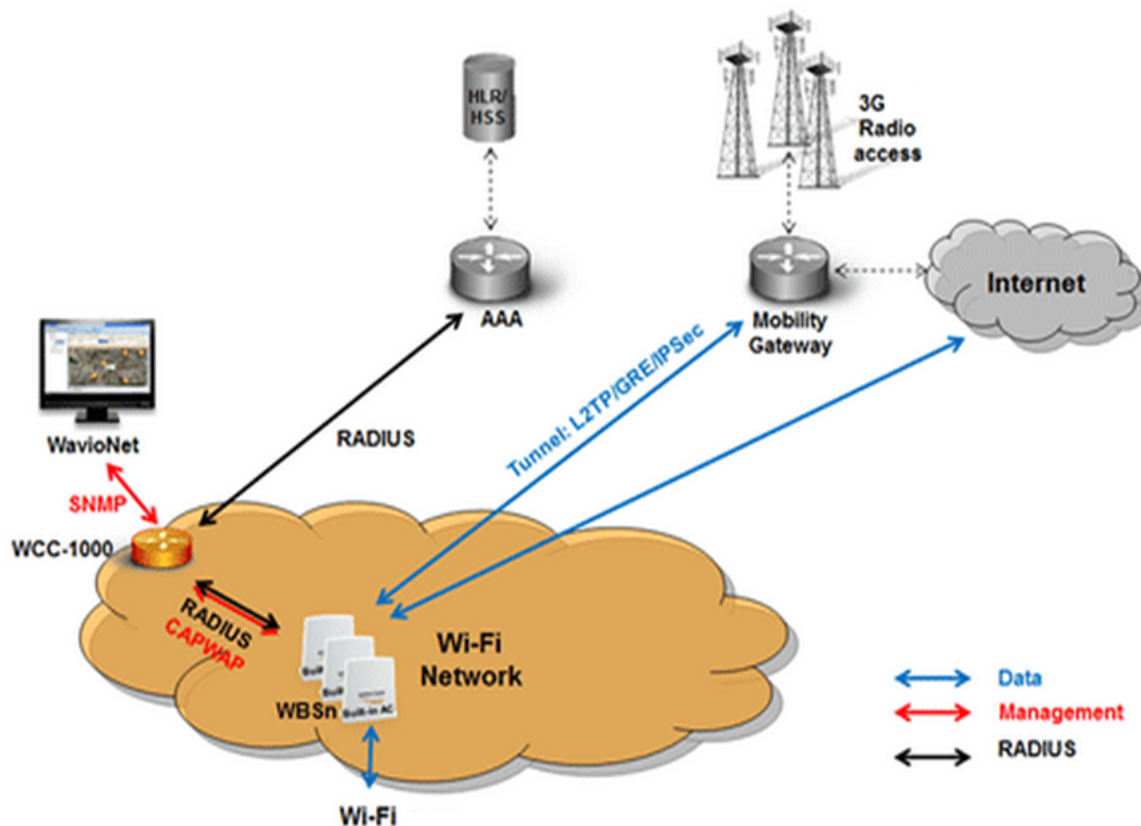 HLR/
HSS
3G
Radio
access
AAA
Mobility
Gateway
Internet
WavioNet
SNMP
WCC-1000
RADIUS
Tunnel: L2TP/GRE/IPSec
RADIUS
CAPWAP
Wi-Fi
Network
WBSn
Built-in AC
Wi-Fi
Data
Management
RADIUS